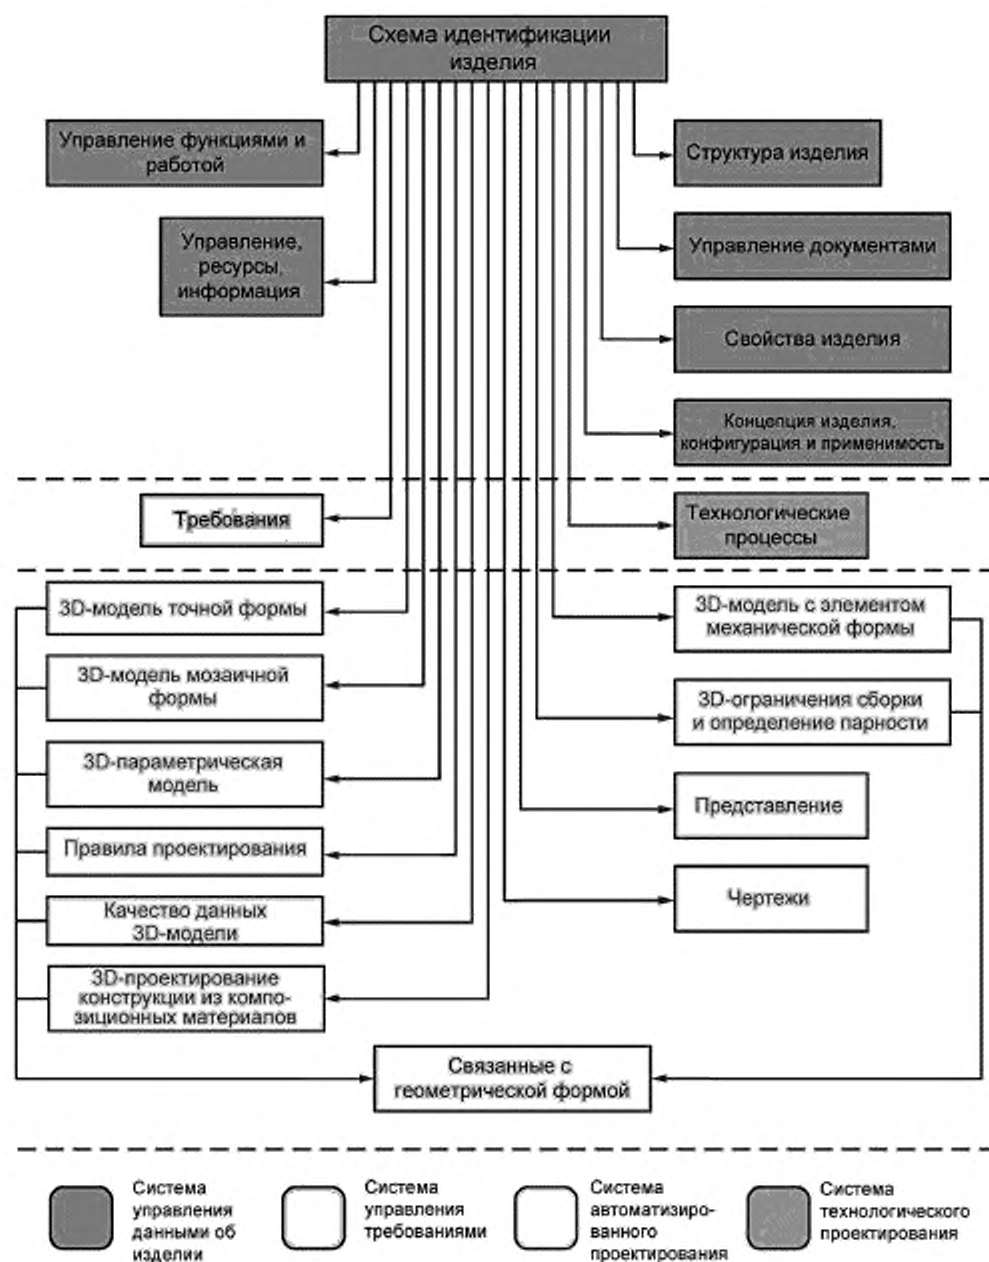 Схема идентификации
изделия
Управление функциями и
работой
Структура изделия
Управление,
ресурсы,
информация
Управление документами
Свойства изделия
Концепция изделия,
конфигурация и применимость
Требования
Технологические
процессы
3D-модель точной формы
3D-модель с элементом
механической формы
3D-модель мозаичной
формы
3D-ограничения сборки
и определение парности
3D-параметрическая
модель
Представление
Правила проектирования
Чертежи
Качество данных
3D-модели
3D-проектирование
конструкции из компо-
зиционных материалов
Связанные с
геометрической формой
Система
управления
данными об
изделии
Система
управления
требованиями
Система
автоматизиро-
ванного
проектирования
Система
технологического
проектирования